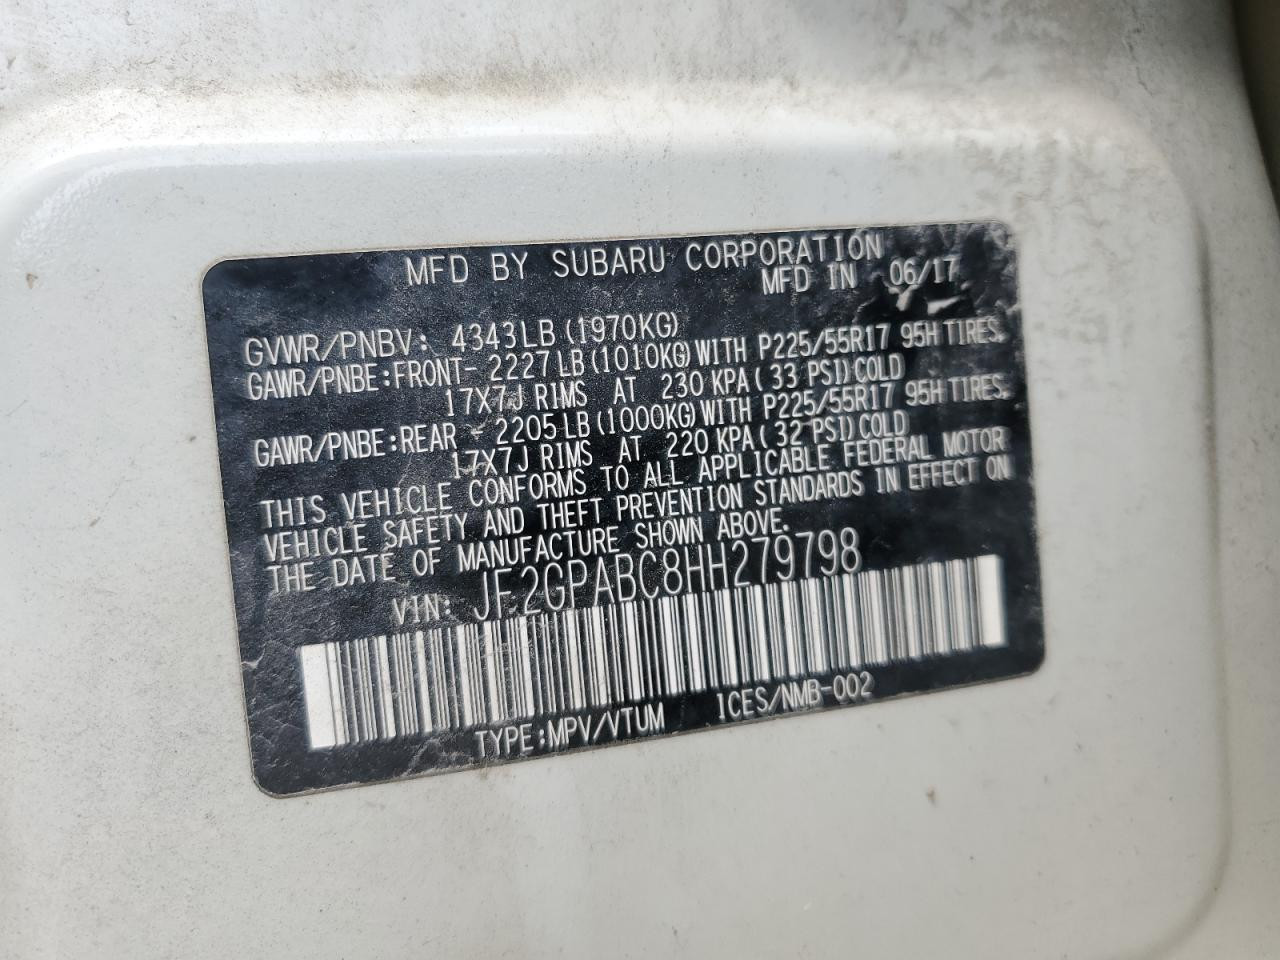 MFD BY SUBARU CORPORATION
MFD IN 06/17
GVWR/PNBV: 4343LB (1970KG)
GAWR/PNBE:FRONT- 2227LB (1010KG) WITH P225/55R17 95H TIRES,
17X7J RIMS AT 230 KPA( 33 PSI)COLD
GAWR/PNBE:REAR - 2205LB (1000KG) WITH P225/55R17 95H TIRES,
17X7J RIMS AT 220 KPA( 32 PSI)COLD
THIS VEHICLE CONFORMS TO ALL APPLICABLE FEDERAL MOTOR
VEHICLE SAFETY AND THEFT PREVENTION STANDARDS IN EFFECT ON
THE DATE OF MANUFACTURE SHOWN ABOVE.
VIN: JF2GPABC8HH279798
TYPE:MPV/VTUM ICES/NMB-002